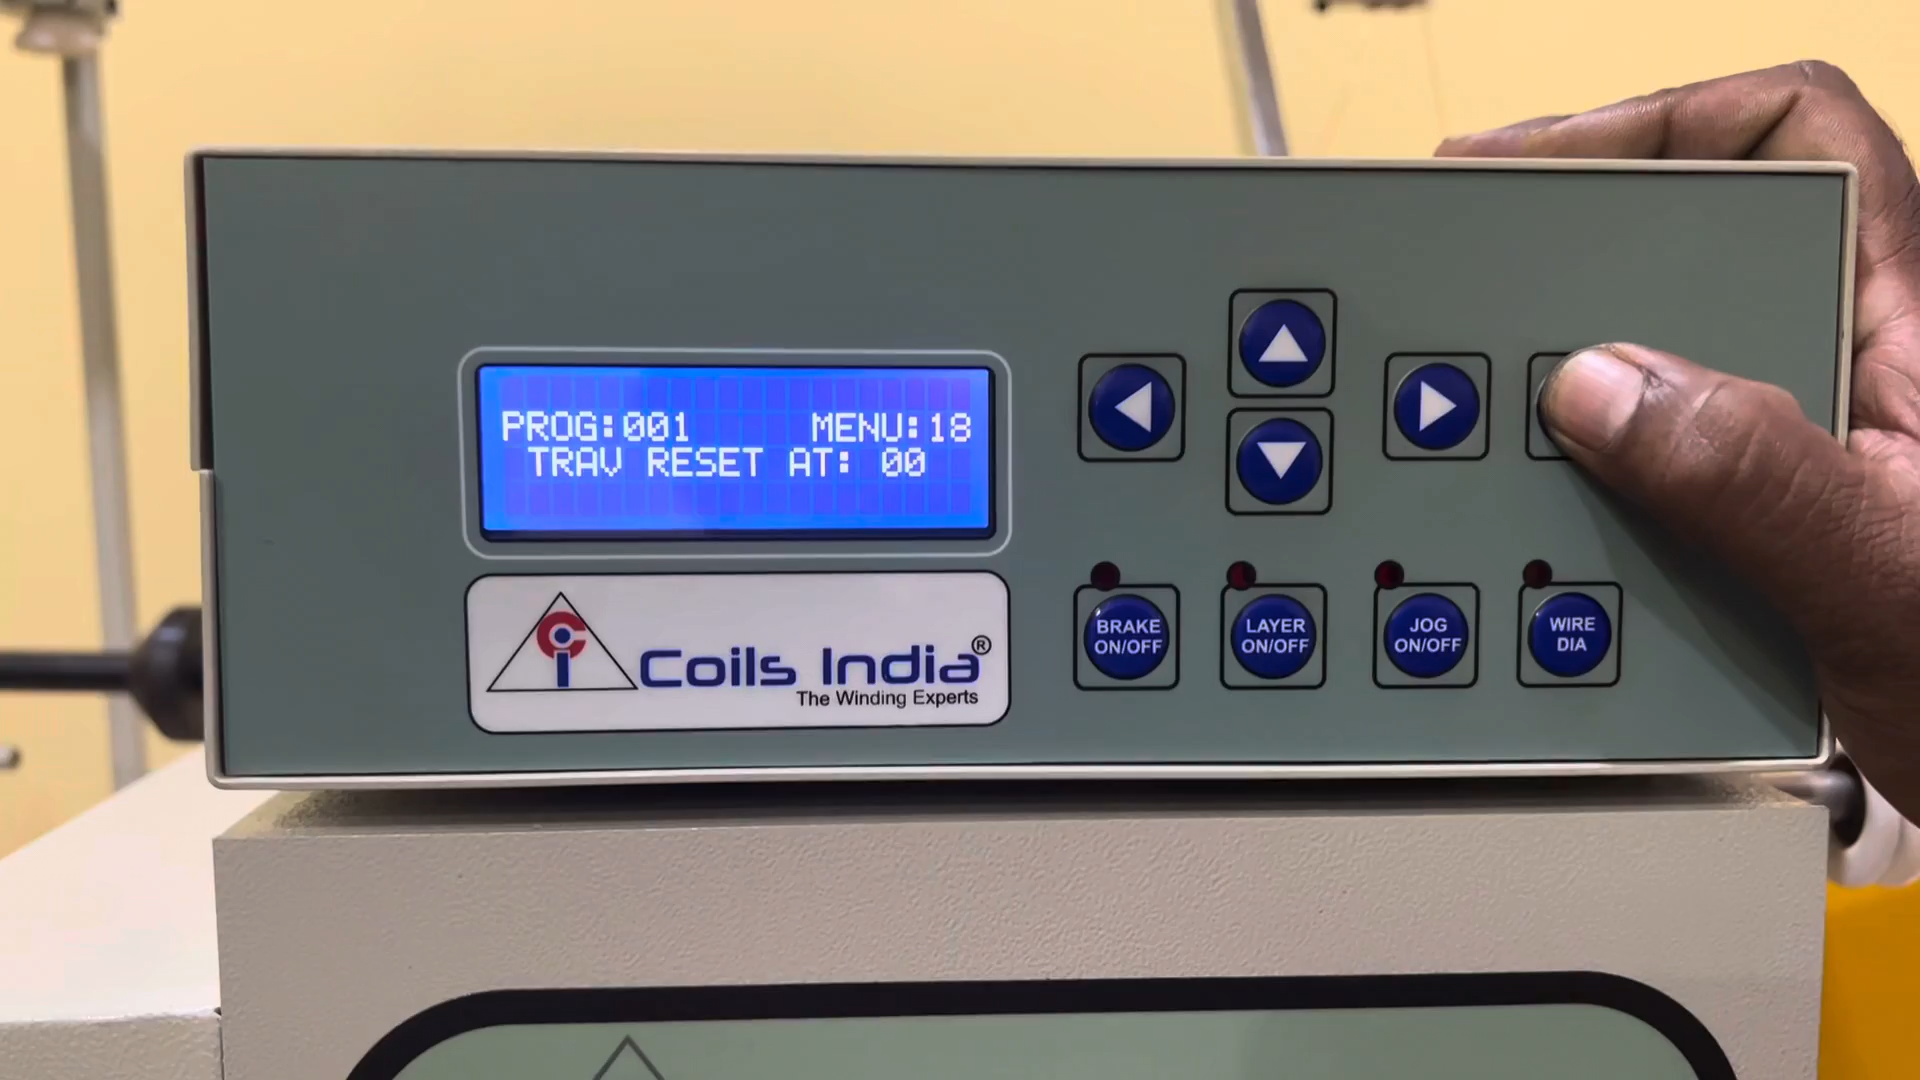 PROG:001 MENU:18
TRAV RESET AT: 00
Coils India®
The Winding Experts
BRAKE
ON/OFF
LAYER
ON/OFF
JOG
ON/OFF
WIRE
DIA